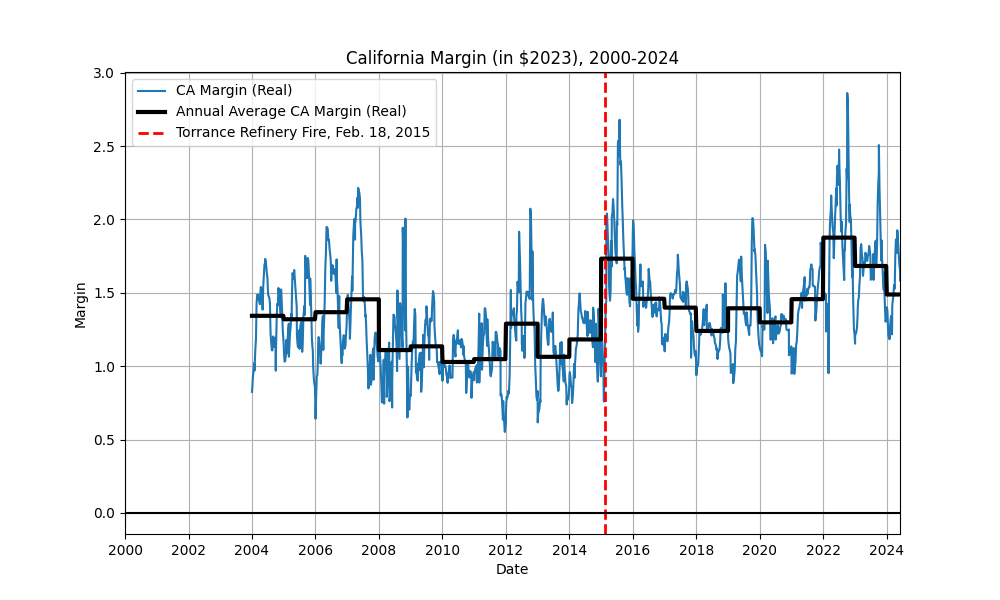 California Margin (in $2023), 2000-2024
CA Margin (Real)
Annual Average CA Margin (Real)
Torrance Refinery Fire, Feb. 18, 2015
3.0
2.5
2.0
1.5
1.0
0.5
0.0
Margin
2000 2002 2004 2006 2008 2010 2012 2014 2016 2018 2020 2022 2024
Date